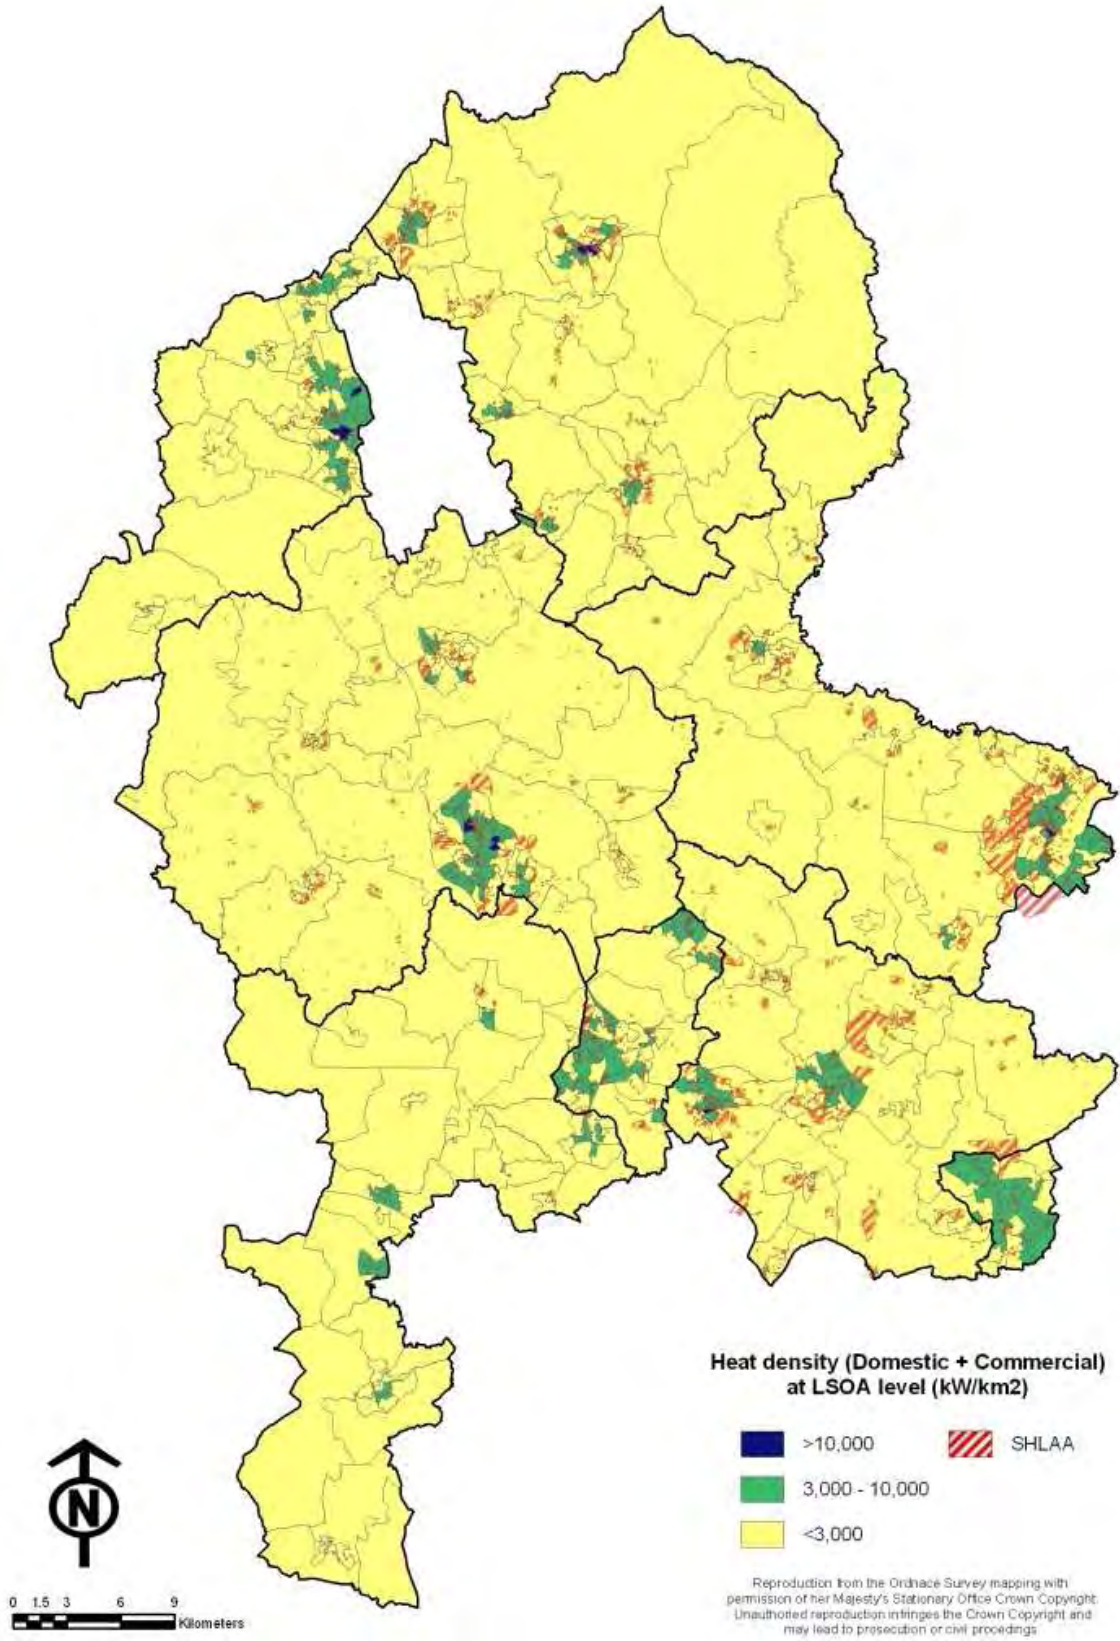 Heat density (Domestic + Commercial)
at LSOA level (kW/km2)
>10,000
SHLAA
3,000 - 10,000
<3,000
N
0 1.5 3 6 9
Kilometers
Reproduction from the Ordnace Survey mapping with
permission of her Majesty's Stationary Office Crown Copyright.
Unauthoried reproduction infringes the Crown Copyright and
may lead to prosecution or civil procedings